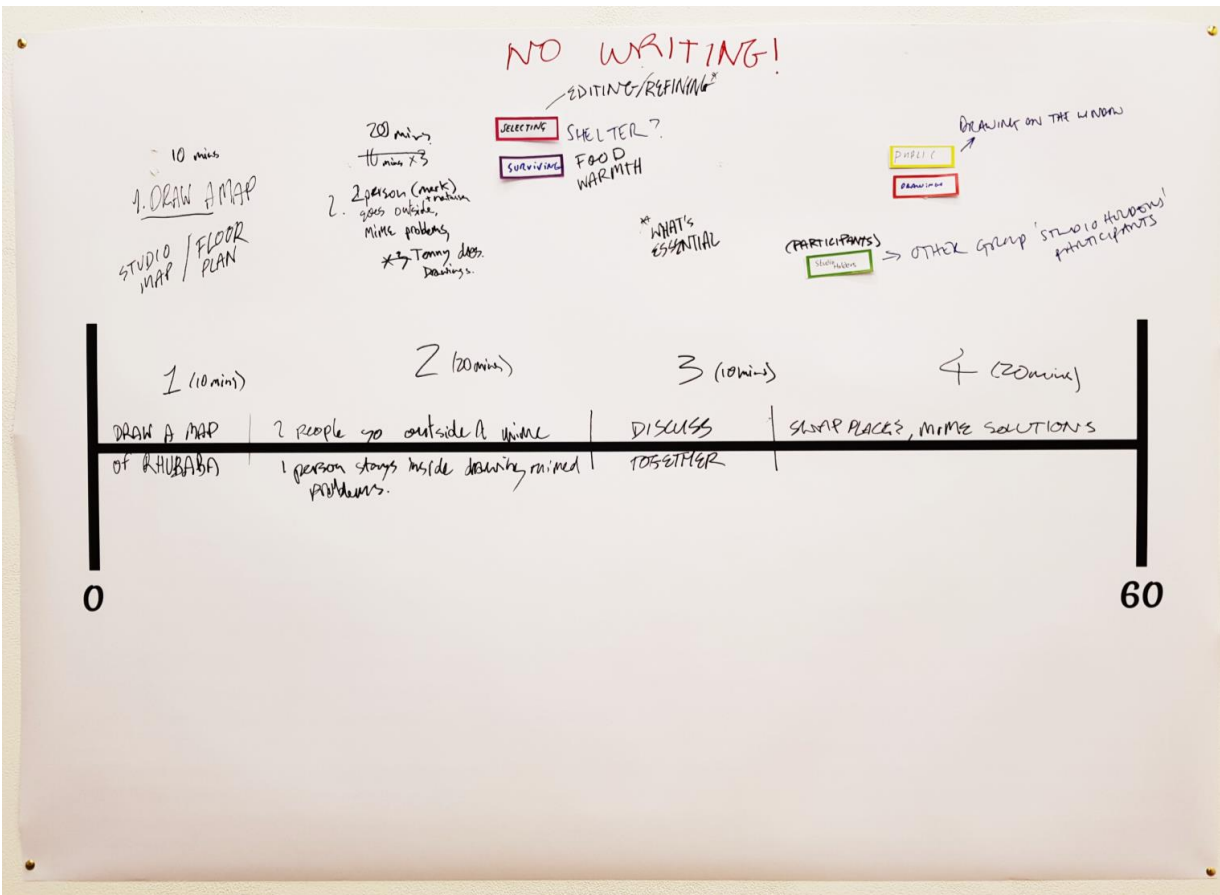 NO WRITING!
EDITING/REFINING*
SELECTING
SHELTER?
SURVIVING
FOOD
WARMTH
10 mins
1. DRAW A MAP
STUDIO MAP / FLOOR PLAN
20 mins
10 mins x3
2. 2 person (mark)
goes outside,
mime problems,
* Tommy does
Drawings.
* WHAT'S
ESSENTIAL
DRAWING ON THE WINDOW
PUBLIC
DRAWINGS
(PARTICIPANTS)
Studio Holders
OTHER GROUP 'STUDIO HOLDERS'
PARTICIPANTS
1 (10 mins)
DRAW A MAP
OF RHUBABA
2 (20 mins)
2 people go outside & mime
1 person stays inside drawing mimed
problems.
3 (10 mins)
DISCUSS
TOGETHER
4 (20 mins)
SWAP PLACES, MIME SOLUTIONS
0
60